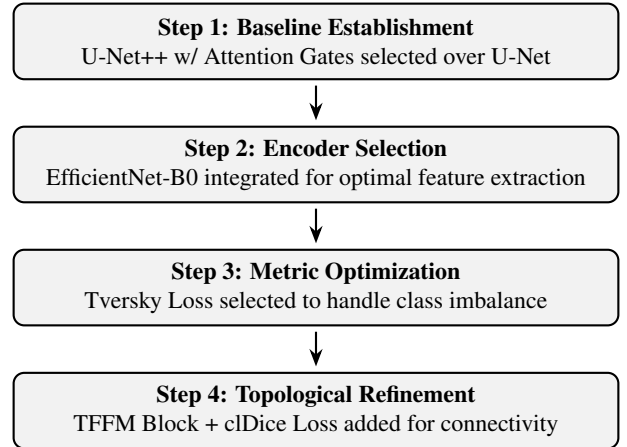 Step 1: Baseline Establishment
U-Net++ w/ Attention Gates selected over U-Net
Step 2: Encoder Selection
EfficientNet-B0 integrated for optimal feature extraction
Step 3: Metric Optimization
Tversky Loss selected to handle class imbalance
Step 4: Topological Refinement
TFFM Block + clDice Loss added for connectivity